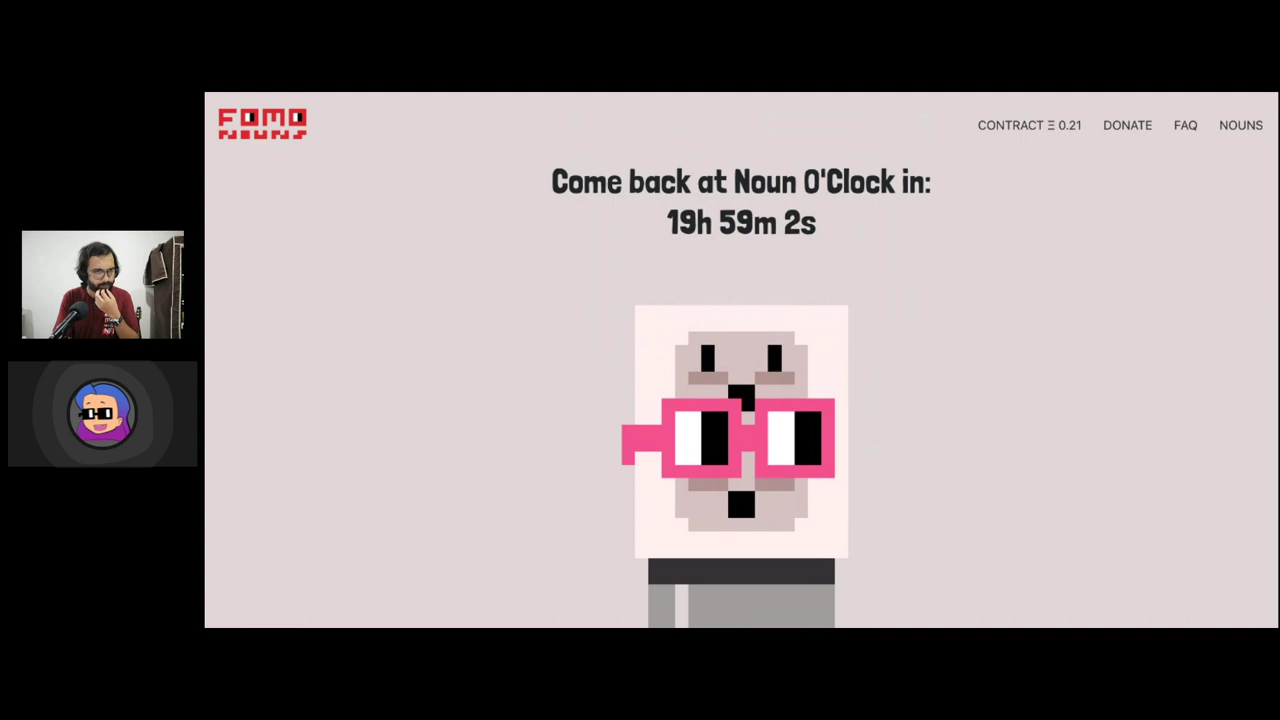 FOMO
NOUNS
CONTRACT Ξ 0.21 DONATE FAQ NOUNS
Come back at Noun O'Clock in:
19h 59m 2s